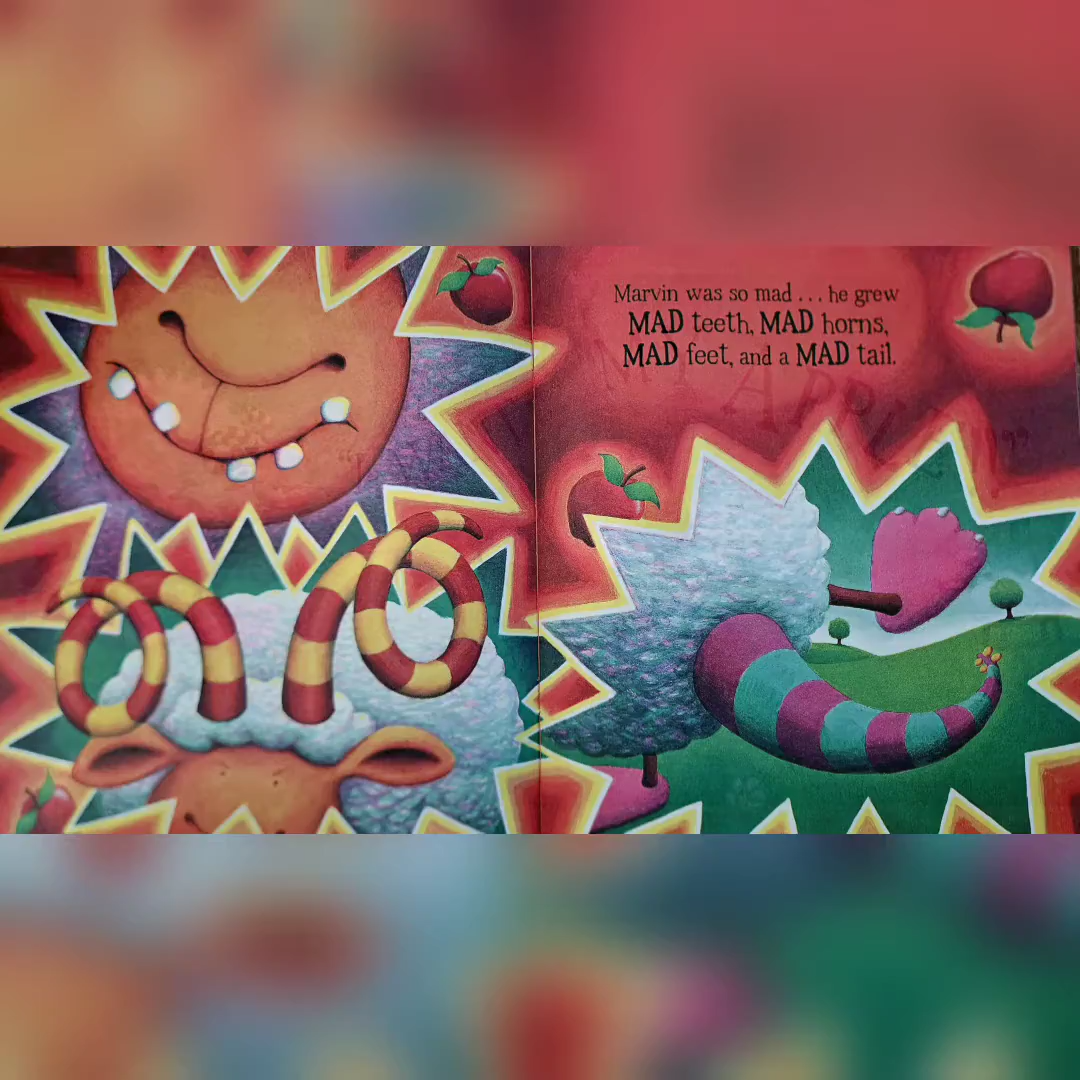 Marvin was so mad . . . he grew
MAD teeth, MAD horns,
MAD feet, and a MAD tail.